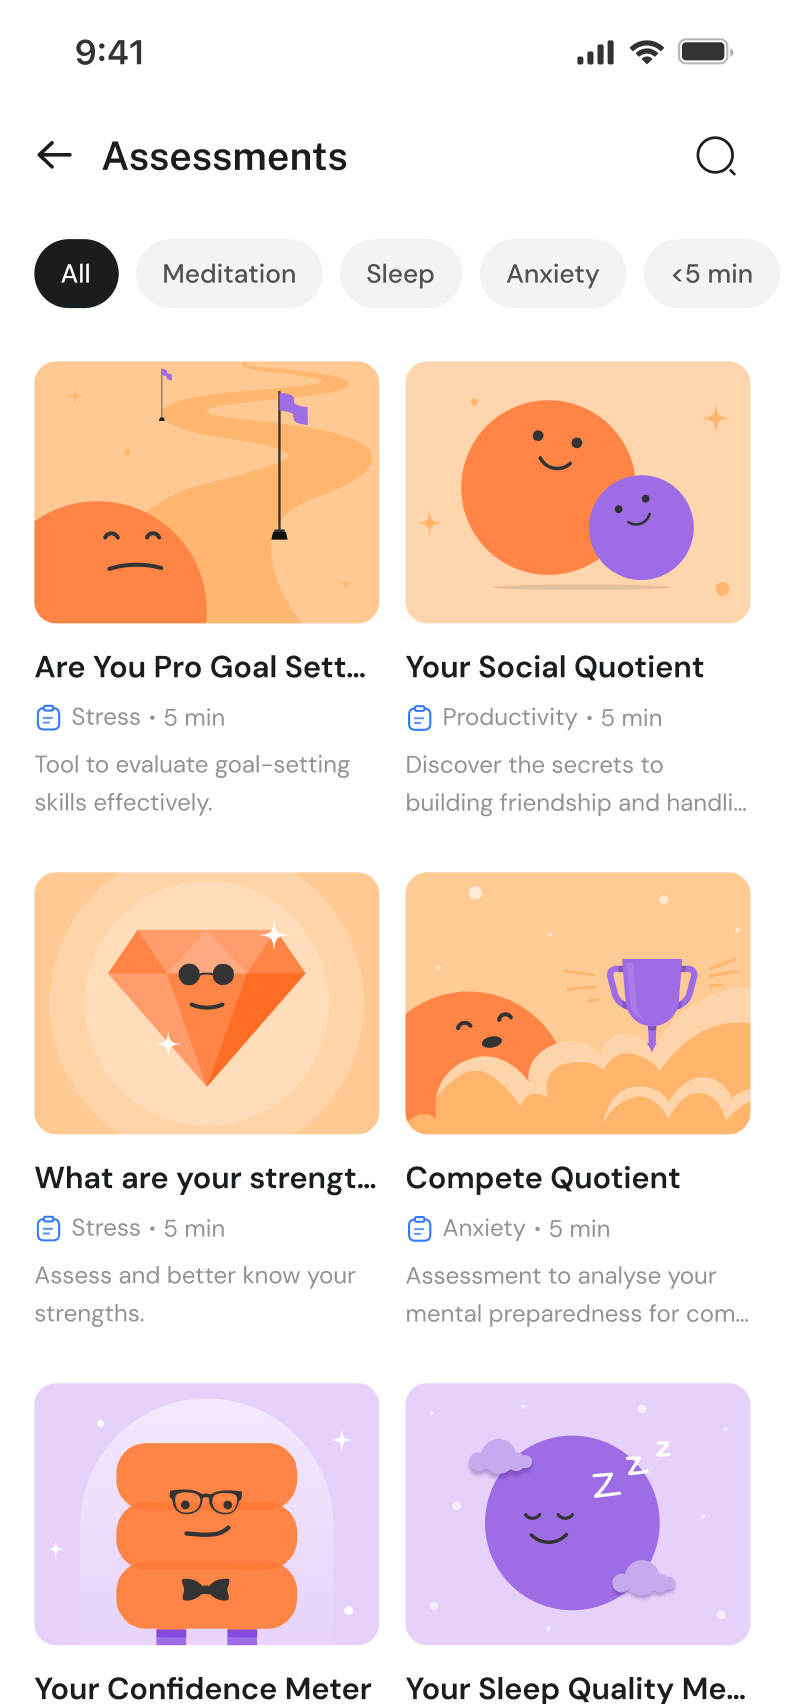 9:41
Assessments
All
Meditation
Sleep
Anxiety
<5 min
Are You Pro Goal Sett...
Your Social Quotient
Stress • 5 min
Productivity • 5 min
Tool to evaluate goal-setting
skills effectively.
Discover the secrets to
building friendship and handli...
What are your strengt...
Compete Quotient
Stress • 5 min
Anxiety • 5 min
Assess and better know your
strengths.
Assessment to analyse your
mental preparedness for com...
z z z
Your Confidence Meter
Your Sleep Quality Me...